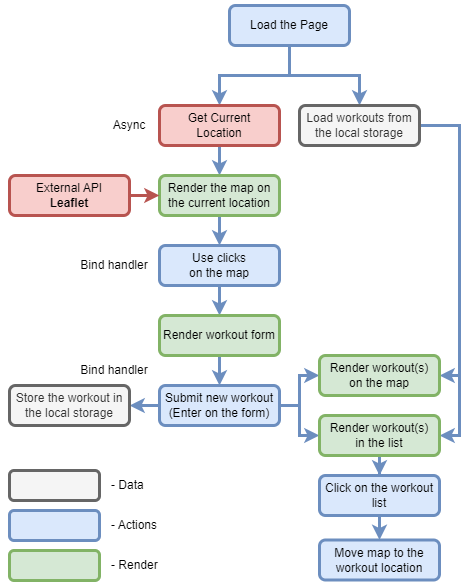 Load the Page
Async
Get Current
Location
Load workouts from
the local storage
External API
Leaflet
Render the map on
the current location
Bind handler
Use clicks
on the map
Render workout form
Bind handler
Store the workout in
the local storage
Submit new workout
(Enter on the form)
Render workout(s)
on the map
Render workout(s)
in the list
Click on the workout
list
Move map to the
workout location
- Data
- Actions
- Render